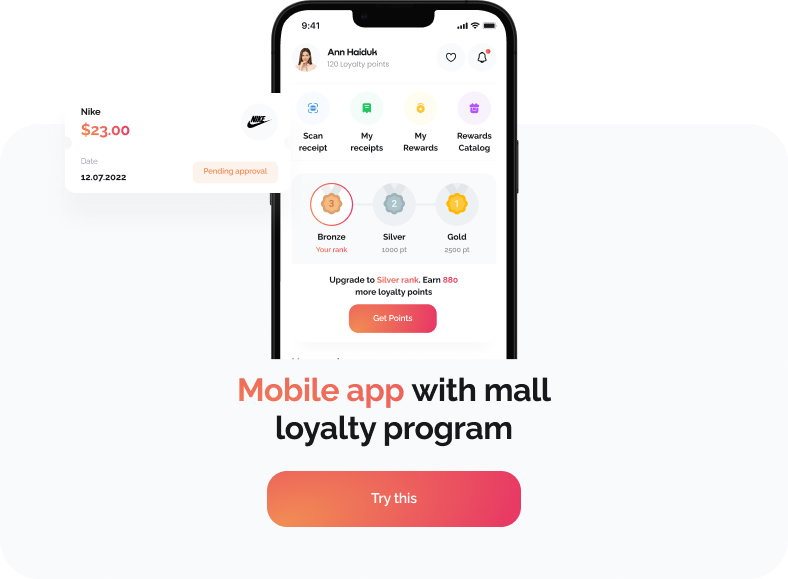 9:41
Ann Haiduk
120 Loyalty points
Nike
$23.00
NIKE
Date
12.07.2022
Pending approval
Scan
receipt
My
receipts
My
Rewards
Rewards
Catalog
3
2
1
Bronze
Silver
Gold
Your rank
1000 pt
2500 pt
Upgrade to Silver rank. Earn 880
more loyalty points
Get Points
Mobile app with mall
loyalty program
Try this